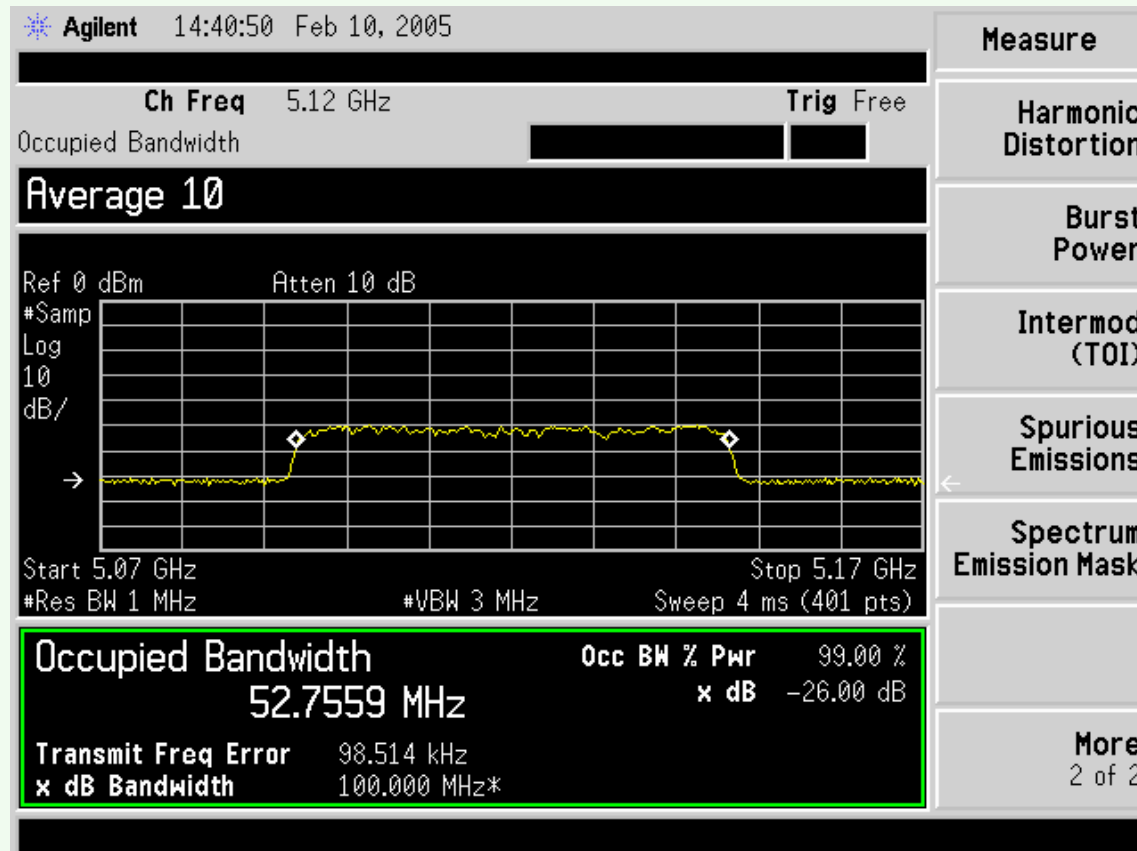 Agilent 14:40:50 Feb 10, 2005
Measure
Ch Freq 5.12 GHz Trig Free
Occupied Bandwidth
Average 10
Ref 0 dBm Atten 10 dB
#Samp
Log
10
dB/
Start 5.07 GHz Stop 5.17 GHz
#Res BW 1 MHz #VBW 3 MHz Sweep 4 ms (401 pts)
Occupied Bandwidth Occ BW % Pwr 99.00 %
52.7559 MHz x dB -26.00 dB
Transmit Freq Error 98.514 kHz
x dB Bandwidth 100.000 MHz*
Harmonic
Distortion
Burst
Power
Intermod
(TOI)
Spurious
Emissions
Spectrum
Emission Mask
More
2 of 2